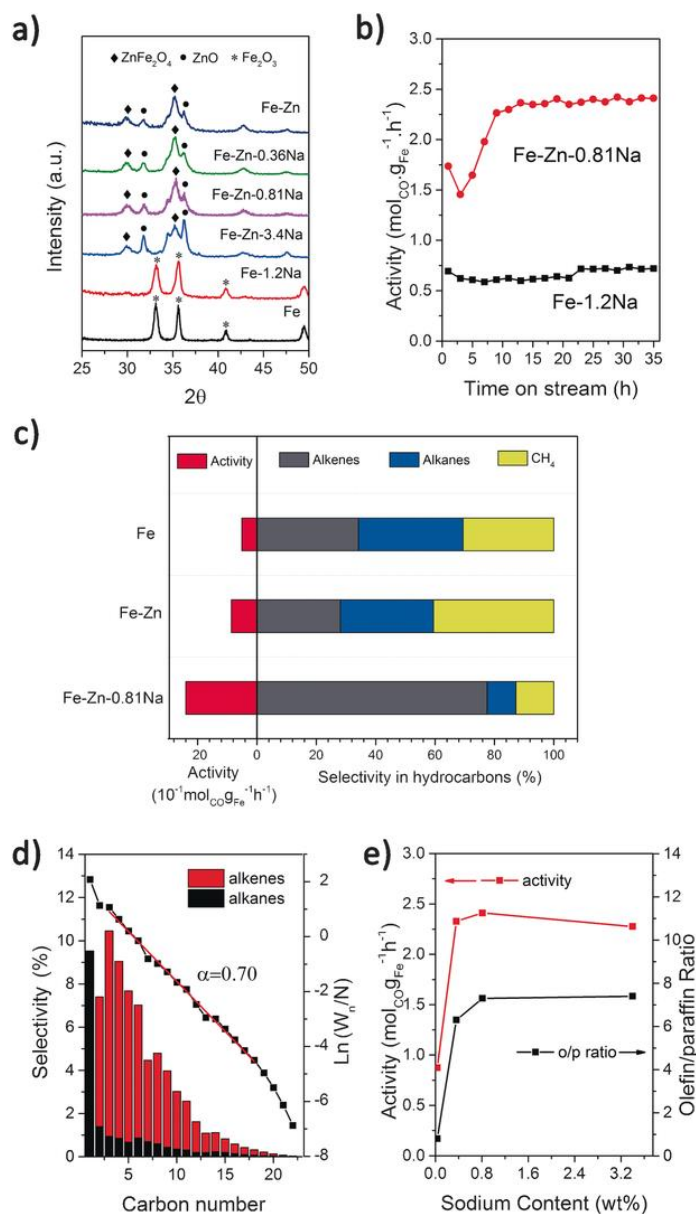 a)
◆ ZnFe₂O₄ ● ZnO * Fe₂O₃
Fe-Zn
Fe-Zn-0.36Na
Fe-Zn-0.81Na
Fe-Zn-3.4Na
Fe-1.2Na
Fe
Intensity (a.u.)
25 30 35 40 45 50
2θ
b)
3.0
2.5
2.0
1.5
1.0
0.5
0.0
Activity (mol_CO.g_Fe⁻¹.h⁻¹)
Fe-Zn-0.81Na
Fe-1.2Na
0 5 10 15 20 25 30 35
Time on stream (h)
c)
Activity Alkenes Alkanes CH₄
Fe
Fe-Zn
Fe-Zn-0.81Na
20 0 20 40 60 80 100
Activity
(10⁻¹mol_COg_Fe⁻¹h⁻¹)
Selectivity in hydrocarbons (%)
d)
14
12
10
8
6
4
2
0
Selectivity (%)
alkenes
alkanes
α=0.70
2
0
-2
-4
-6
-8
Ln(Wₙ/N)
5 10 15 20
Carbon number
e)
3.0
2.5
2.0
1.5
1.0
0.5
0.0
Activity (mol_COg_Fe⁻¹h⁻¹)
activity
o/p ratio
14
12
10
8
6
4
2
0
Olefin/paraffin Ratio
0.0 0.8 1.6 2.4 3.2
Sodium Content (wt%)